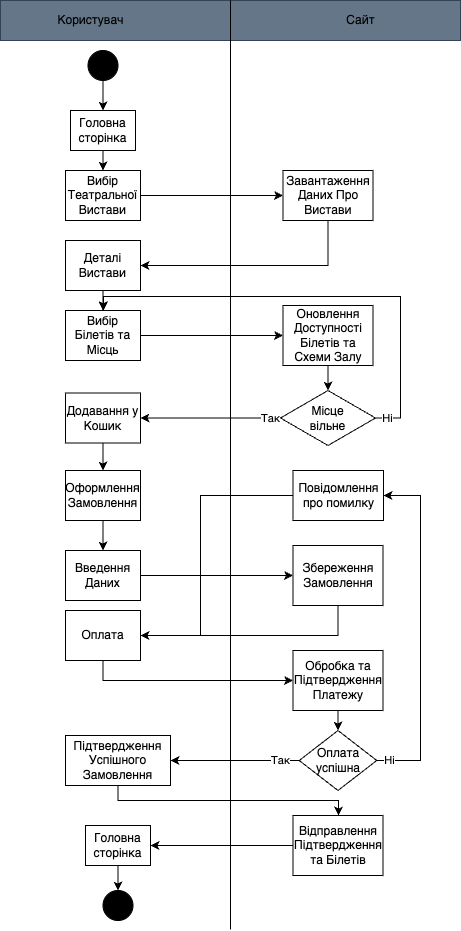 Користувач
Сайт
Головна
сторінка
Вибір
Театральної
Вистави
Завантаження
Даних Про
Вистави
Деталі
Вистави
Вибір
Білетів та
Місць
Оновлення
Доступності
Білетів та
Схеми Залу
Місце
вільне
Так
Ні
Додавання у
Кошик
Оформлення
Замовлення
Повідомлення
про помилку
Введення
Даних
Збереження
Замовлення
Оплата
Обробка та
Підтвердження
Платежу
Оплата
успішна
Так
Ні
Підтвердження
Успішного
Замовлення
Відправлення
Підтвердження
та Білетів
Головна
сторінка